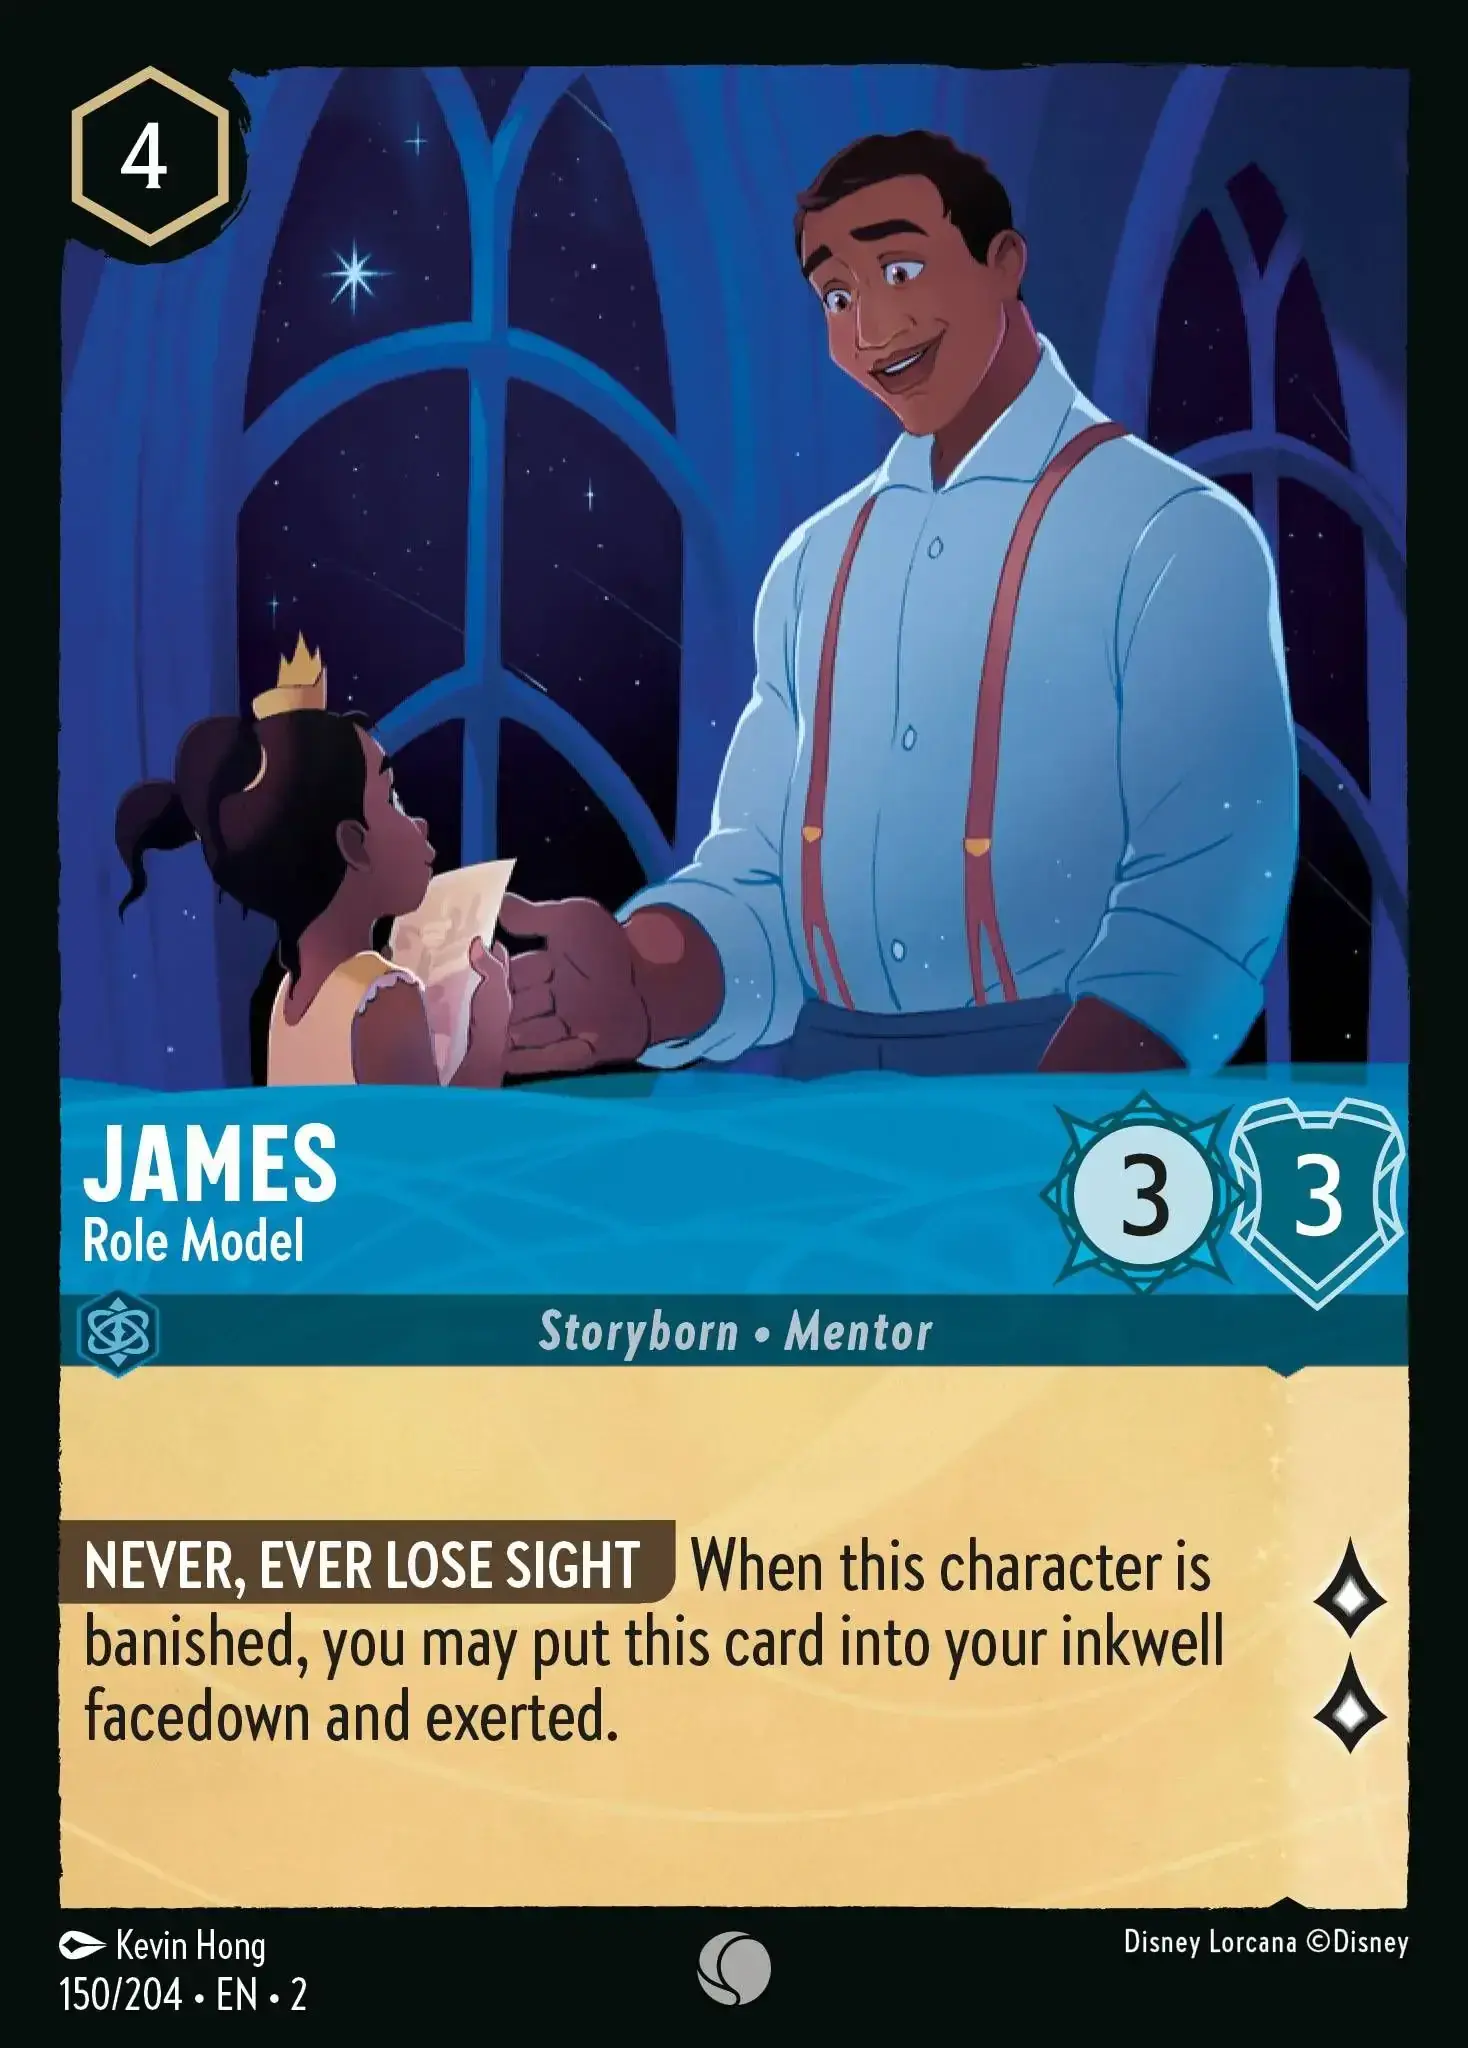 4
JAMES
Role Model
3
3
Storyborn • Mentor
NEVER, EVER LOSE SIGHT When this character is
banished, you may put this card into your inkwell
facedown and exerted.
Kevin Hong
Disney Lorcana ©Disney
150/204 • EN • 2